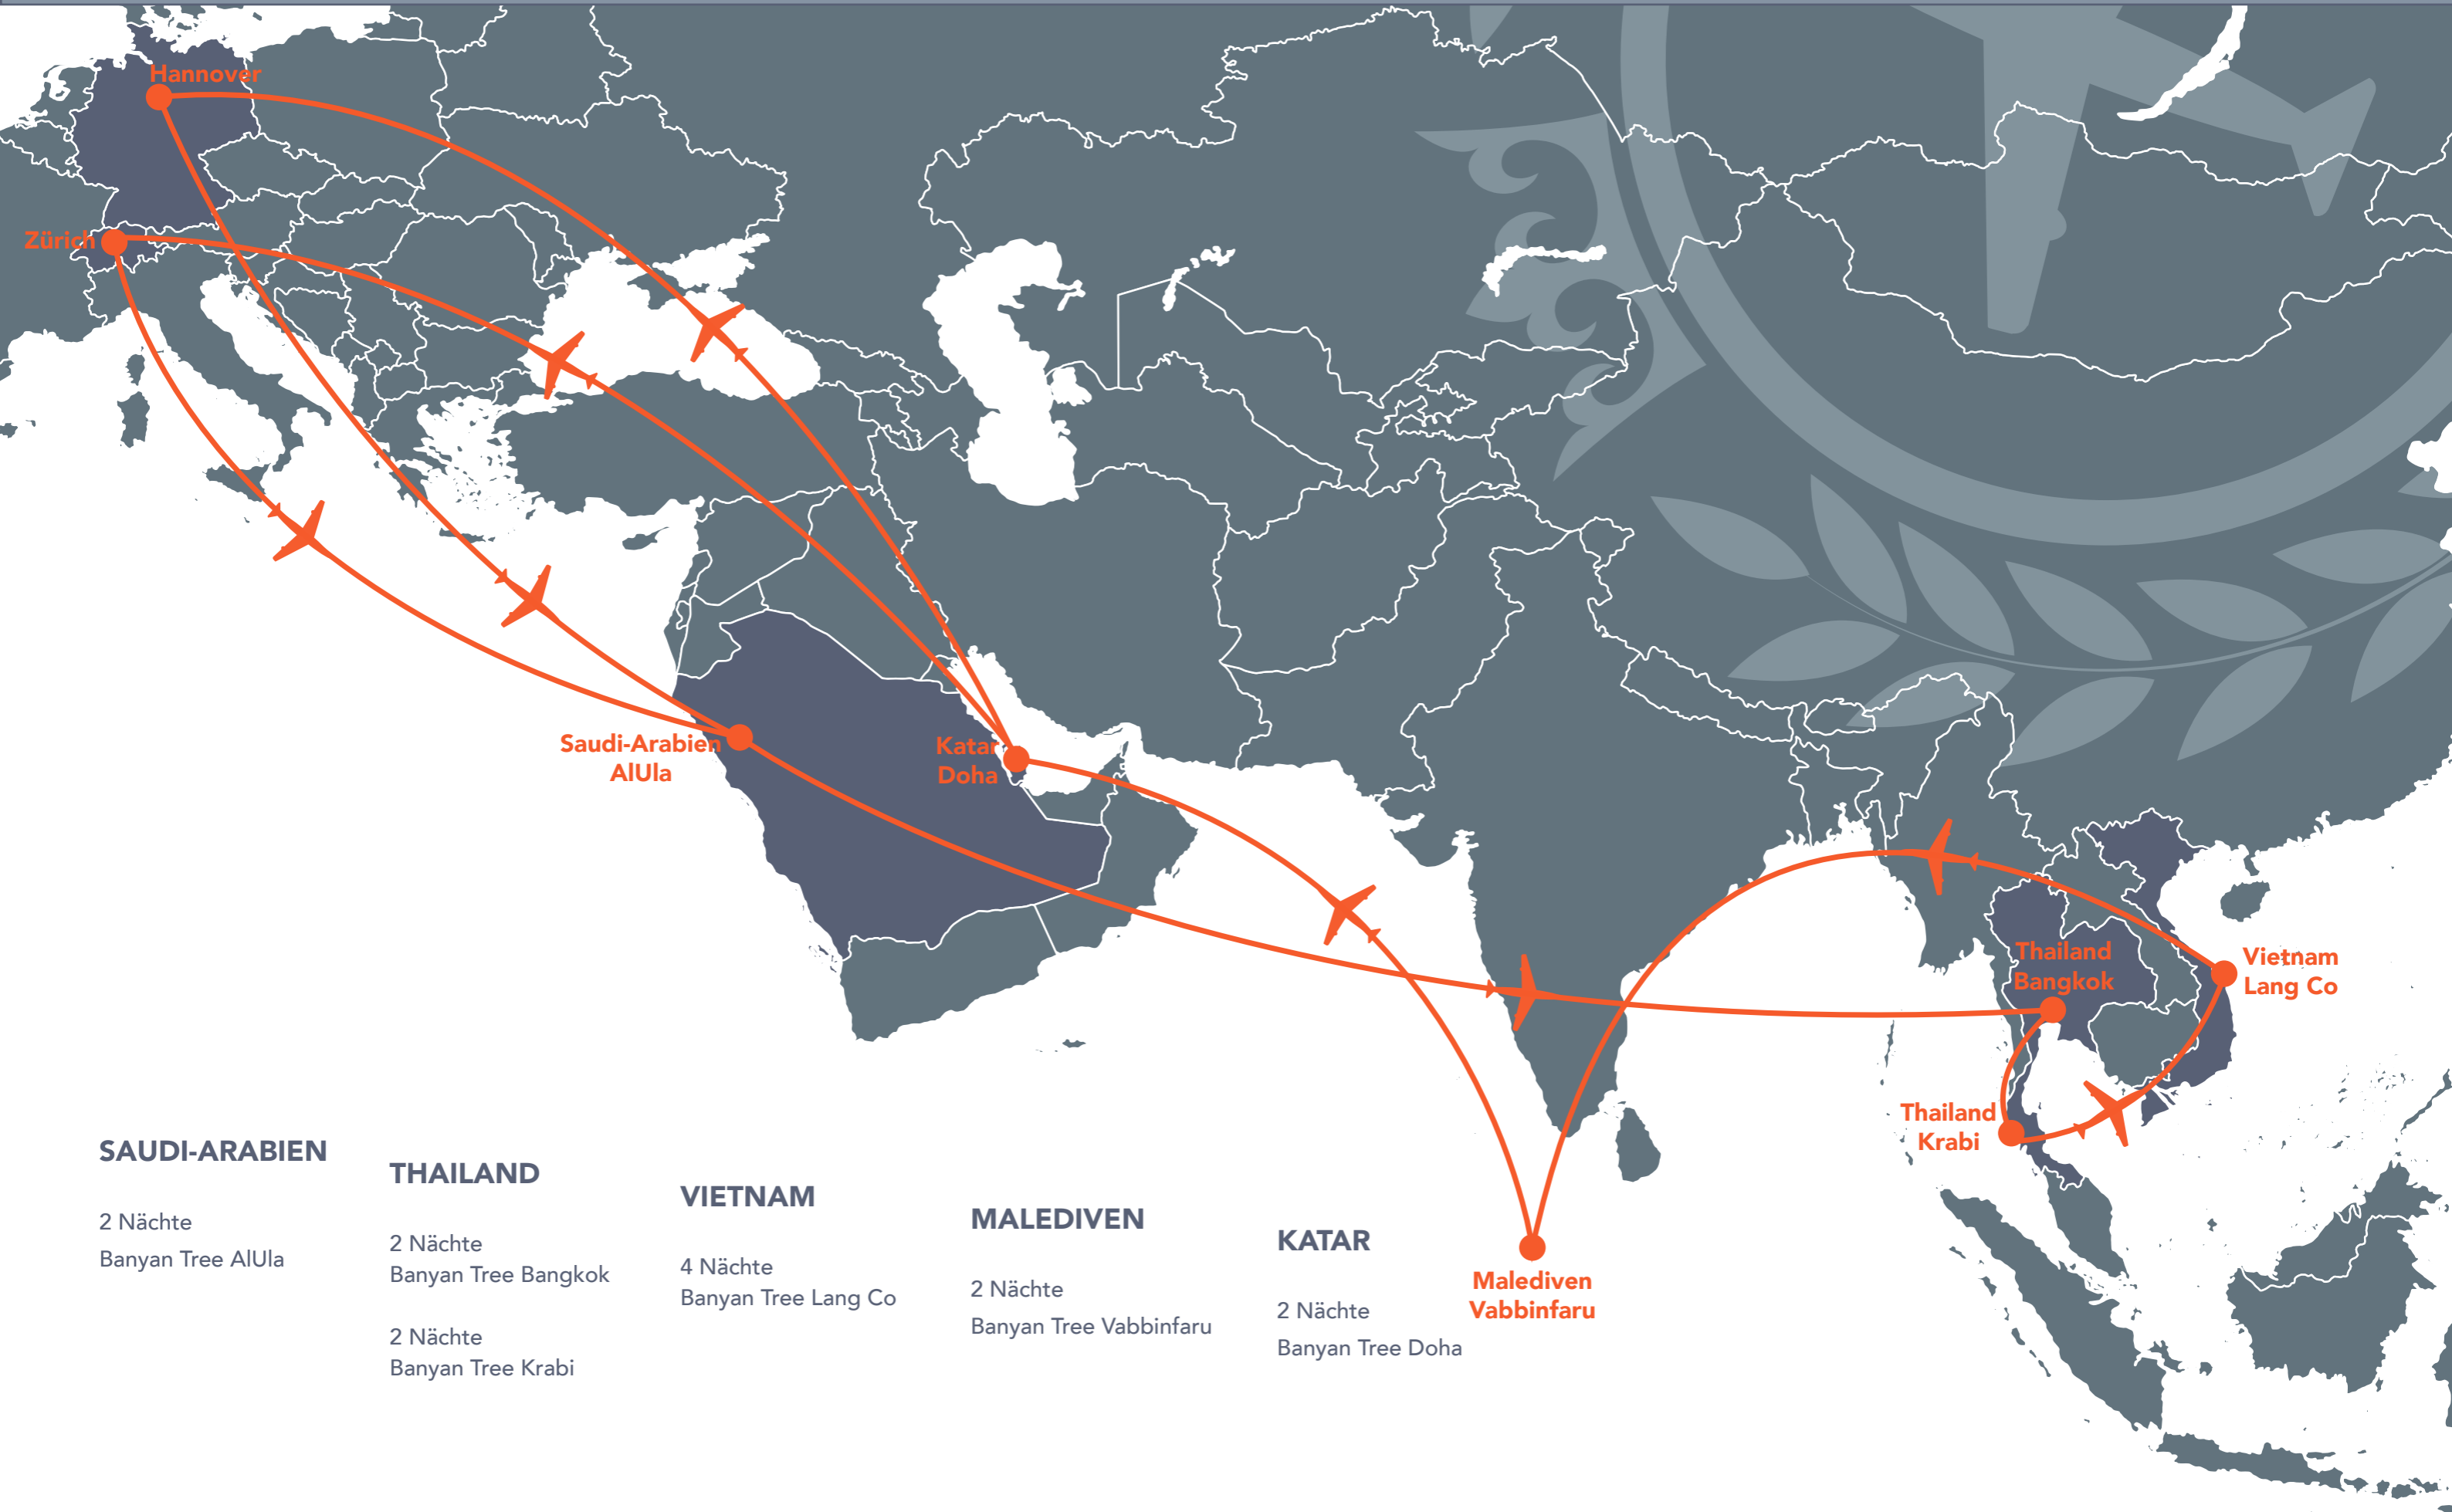 Hannover
Zürich
Saudi-Arabien
AlUla
Katar
Doha
Thailand
Bangkok
Vietnam
Lang Co
Thailand
Krabi
Malediven
Vabbinfaru
SAUDI-ARABIEN
2 Nächte
Banyan Tree AlUla
THAILAND
2 Nächte
Banyan Tree Bangkok
2 Nächte
Banyan Tree Krabi
VIETNAM
4 Nächte
Banyan Tree Lang Co
MALEDIVEN
2 Nächte
Banyan Tree Vabbinfaru
KATAR
2 Nächte
Banyan Tree Doha